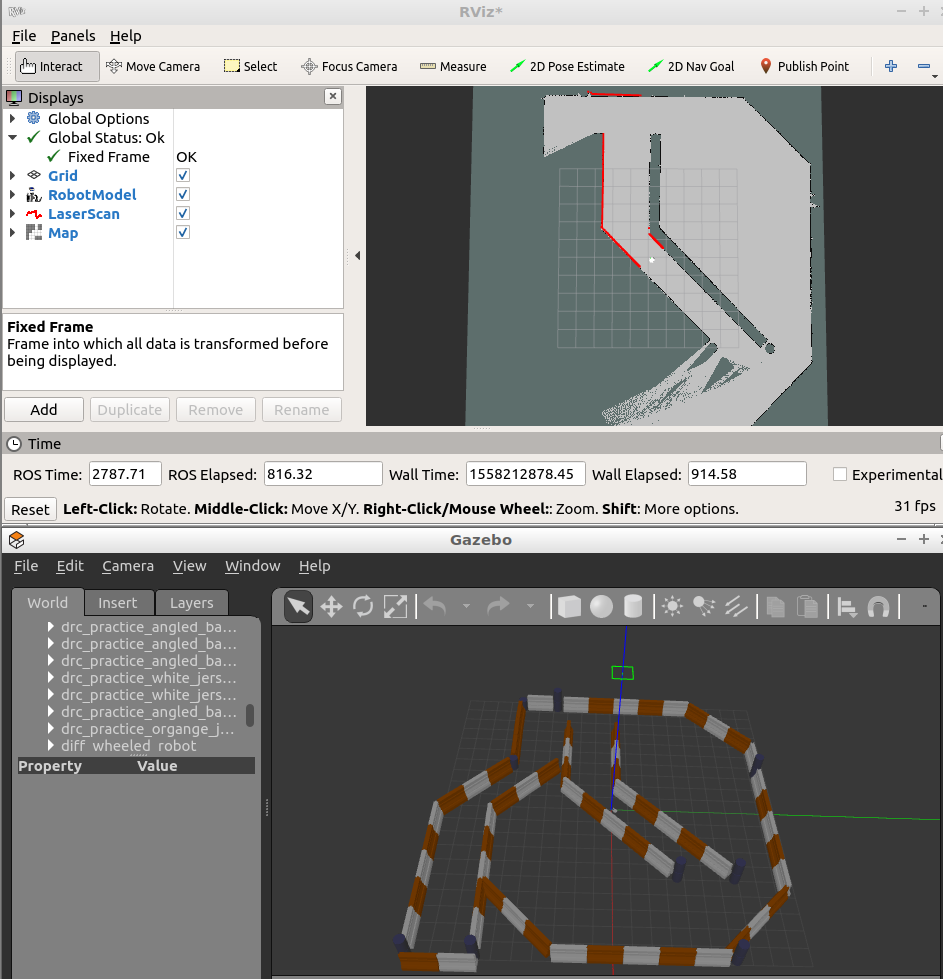 RViz*
File Panels Help
Interact Move Camera Select Focus Camera Measure 2D Pose Estimate 2D Nav Goal Publish Point
Displays
Global Options
Global Status: Ok
Fixed Frame OK
Grid
RobotModel
LaserScan
Map
Fixed Frame
Frame into which all data is transformed before
being displayed.
Add Duplicate Remove Rename
Time
ROS Time: 2787.71 ROS Elapsed: 816.32 Wall Time: 1558212878.45 Wall Elapsed: 914.58 Experimental
Reset Left-Click: Rotate. Middle-Click: Move X/Y. Right-Click/Mouse Wheel:: Zoom. Shift: More options. 31 fps
Gazebo
File Edit Camera View Window Help
World Insert Layers
drc_practice_angled_ba...
drc_practice_angled_ba...
drc_practice_angled_ba...
drc_practice_white_jers...
drc_practice_white_jers...
drc_practice_angled_ba...
drc_practice_organge_j...
diff_wheeled_robot
Property Value